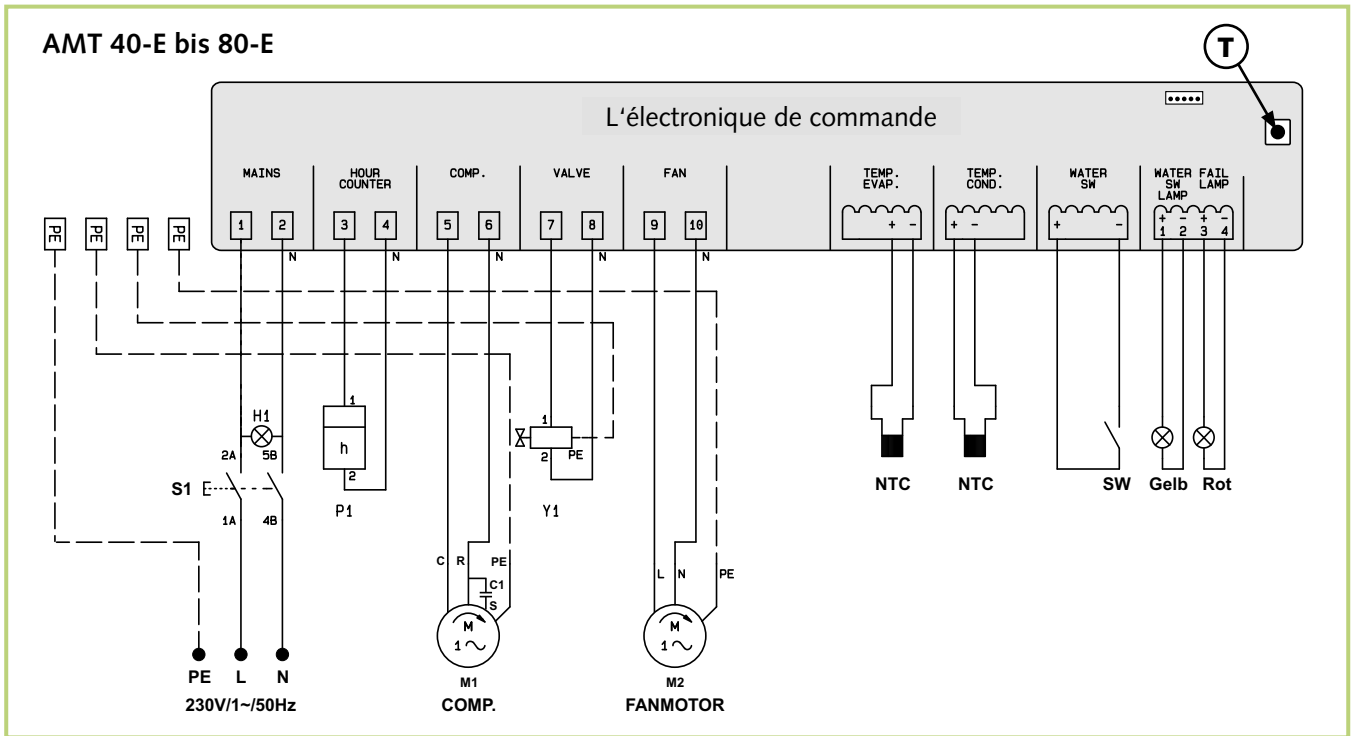 AMT 40-E bis 80-E
T
L'électronique de commande
MAINS
HOUR
COUNTER
COMP.
VALVE
FAN
TEMP.
EVAP.
TEMP.
COND.
WATER
SW
WATER
SW
LAMP
FAIL
LAMP
PE PE PE PE
1 2 3 4 5 6 7 8 9 10
+ -
+ -
+ -
+ - + -
1 2 3 4
N N N N N
H1
2A 5B
S1
1A 4B
1
h
2
P1
1
2 PE
Y1
NTC NTC SW Gelb Rot
C R PE
C1
S
M
1~
L N PE
M
1~
PE L N
230V/1~/50Hz
M1
COMP.
M2
FANMOTOR